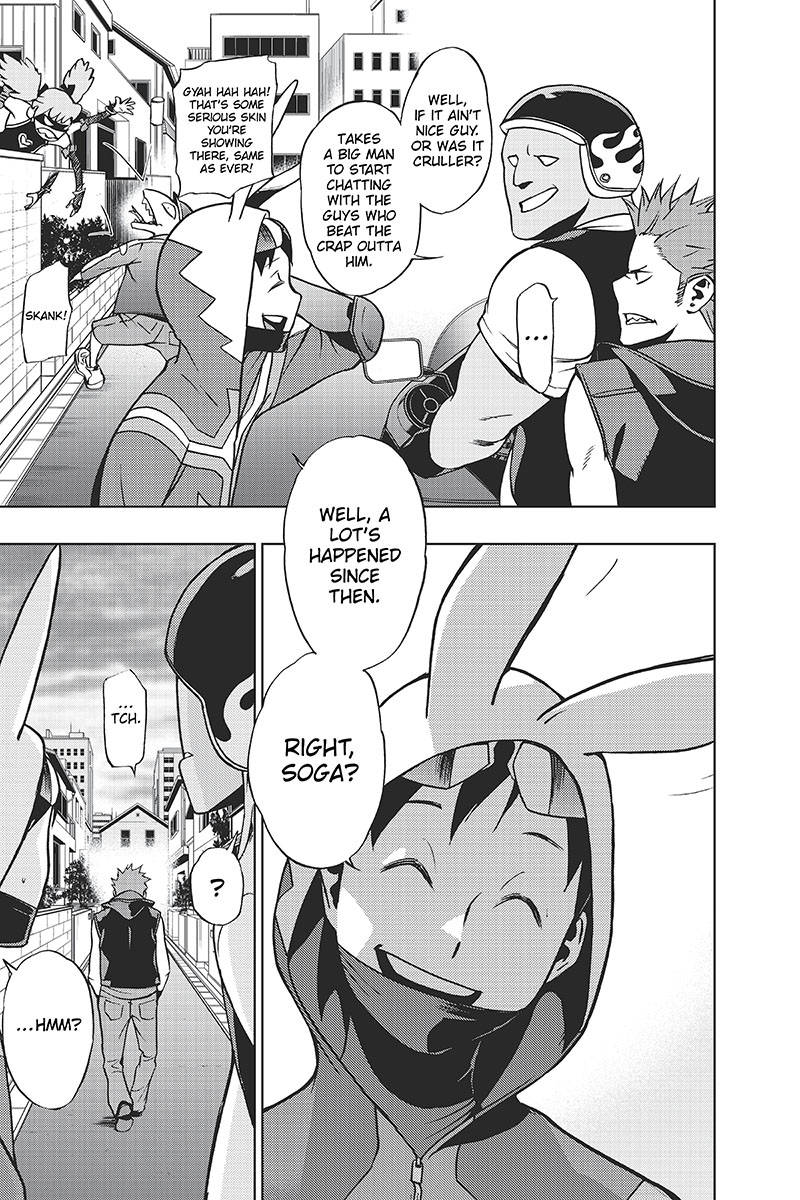 WELL,
IF IT AIN'T
NICE GUY.
OR WAS IT
CRULLER?
TAKES
A BIG MAN
TO START
CHATTING
WITH THE
GUYS WHO
BEAT THE
CRAP OUTTA
HIM.
...
GYAH HAH HAH!
THAT'S SOME
SERIOUS SKIN
YOU'RE
SHOWING
THERE, SAME
AS EVER!
SKANK!
WELL, A
LOT'S
HAPPENED
SINCE
THEN.
RIGHT,
SOGA?
...
TCH.
?
...HMM?